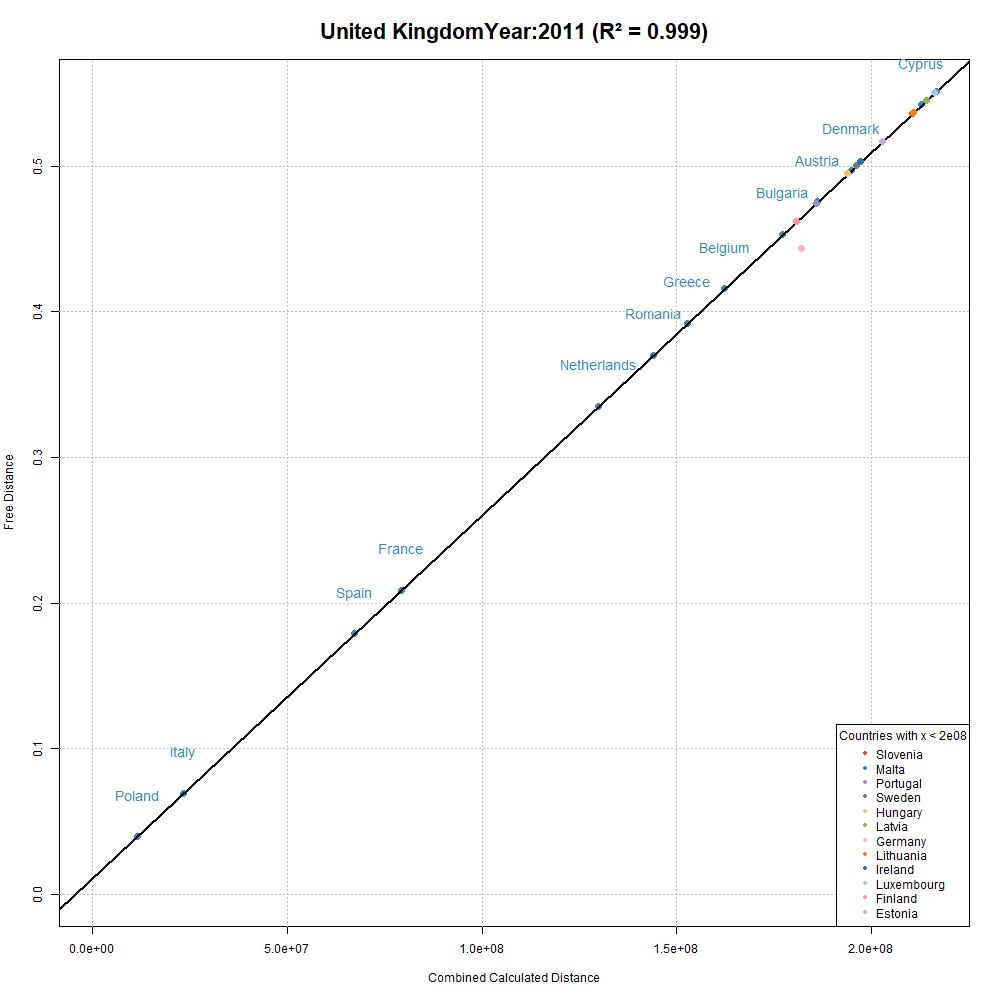 United KingdomYear:2011 (R² = 0.999)
Cyprus
Denmark
Austria
Bulgaria
Belgium
Greece
Romania
Netherlands
France
Spain
Italy
Poland
Free Distance
0.5
0.4
0.3
0.2
0.1
0.0
Countries with x < 2e08
Slovenia
Malta
Portugal
Sweden
Hungary
Latvia
Germany
Lithuania
Ireland
Luxembourg
Finland
Estonia
0.0e+00 5.0e+07 1.0e+08 1.5e+08 2.0e+08
Combined Calculated Distance